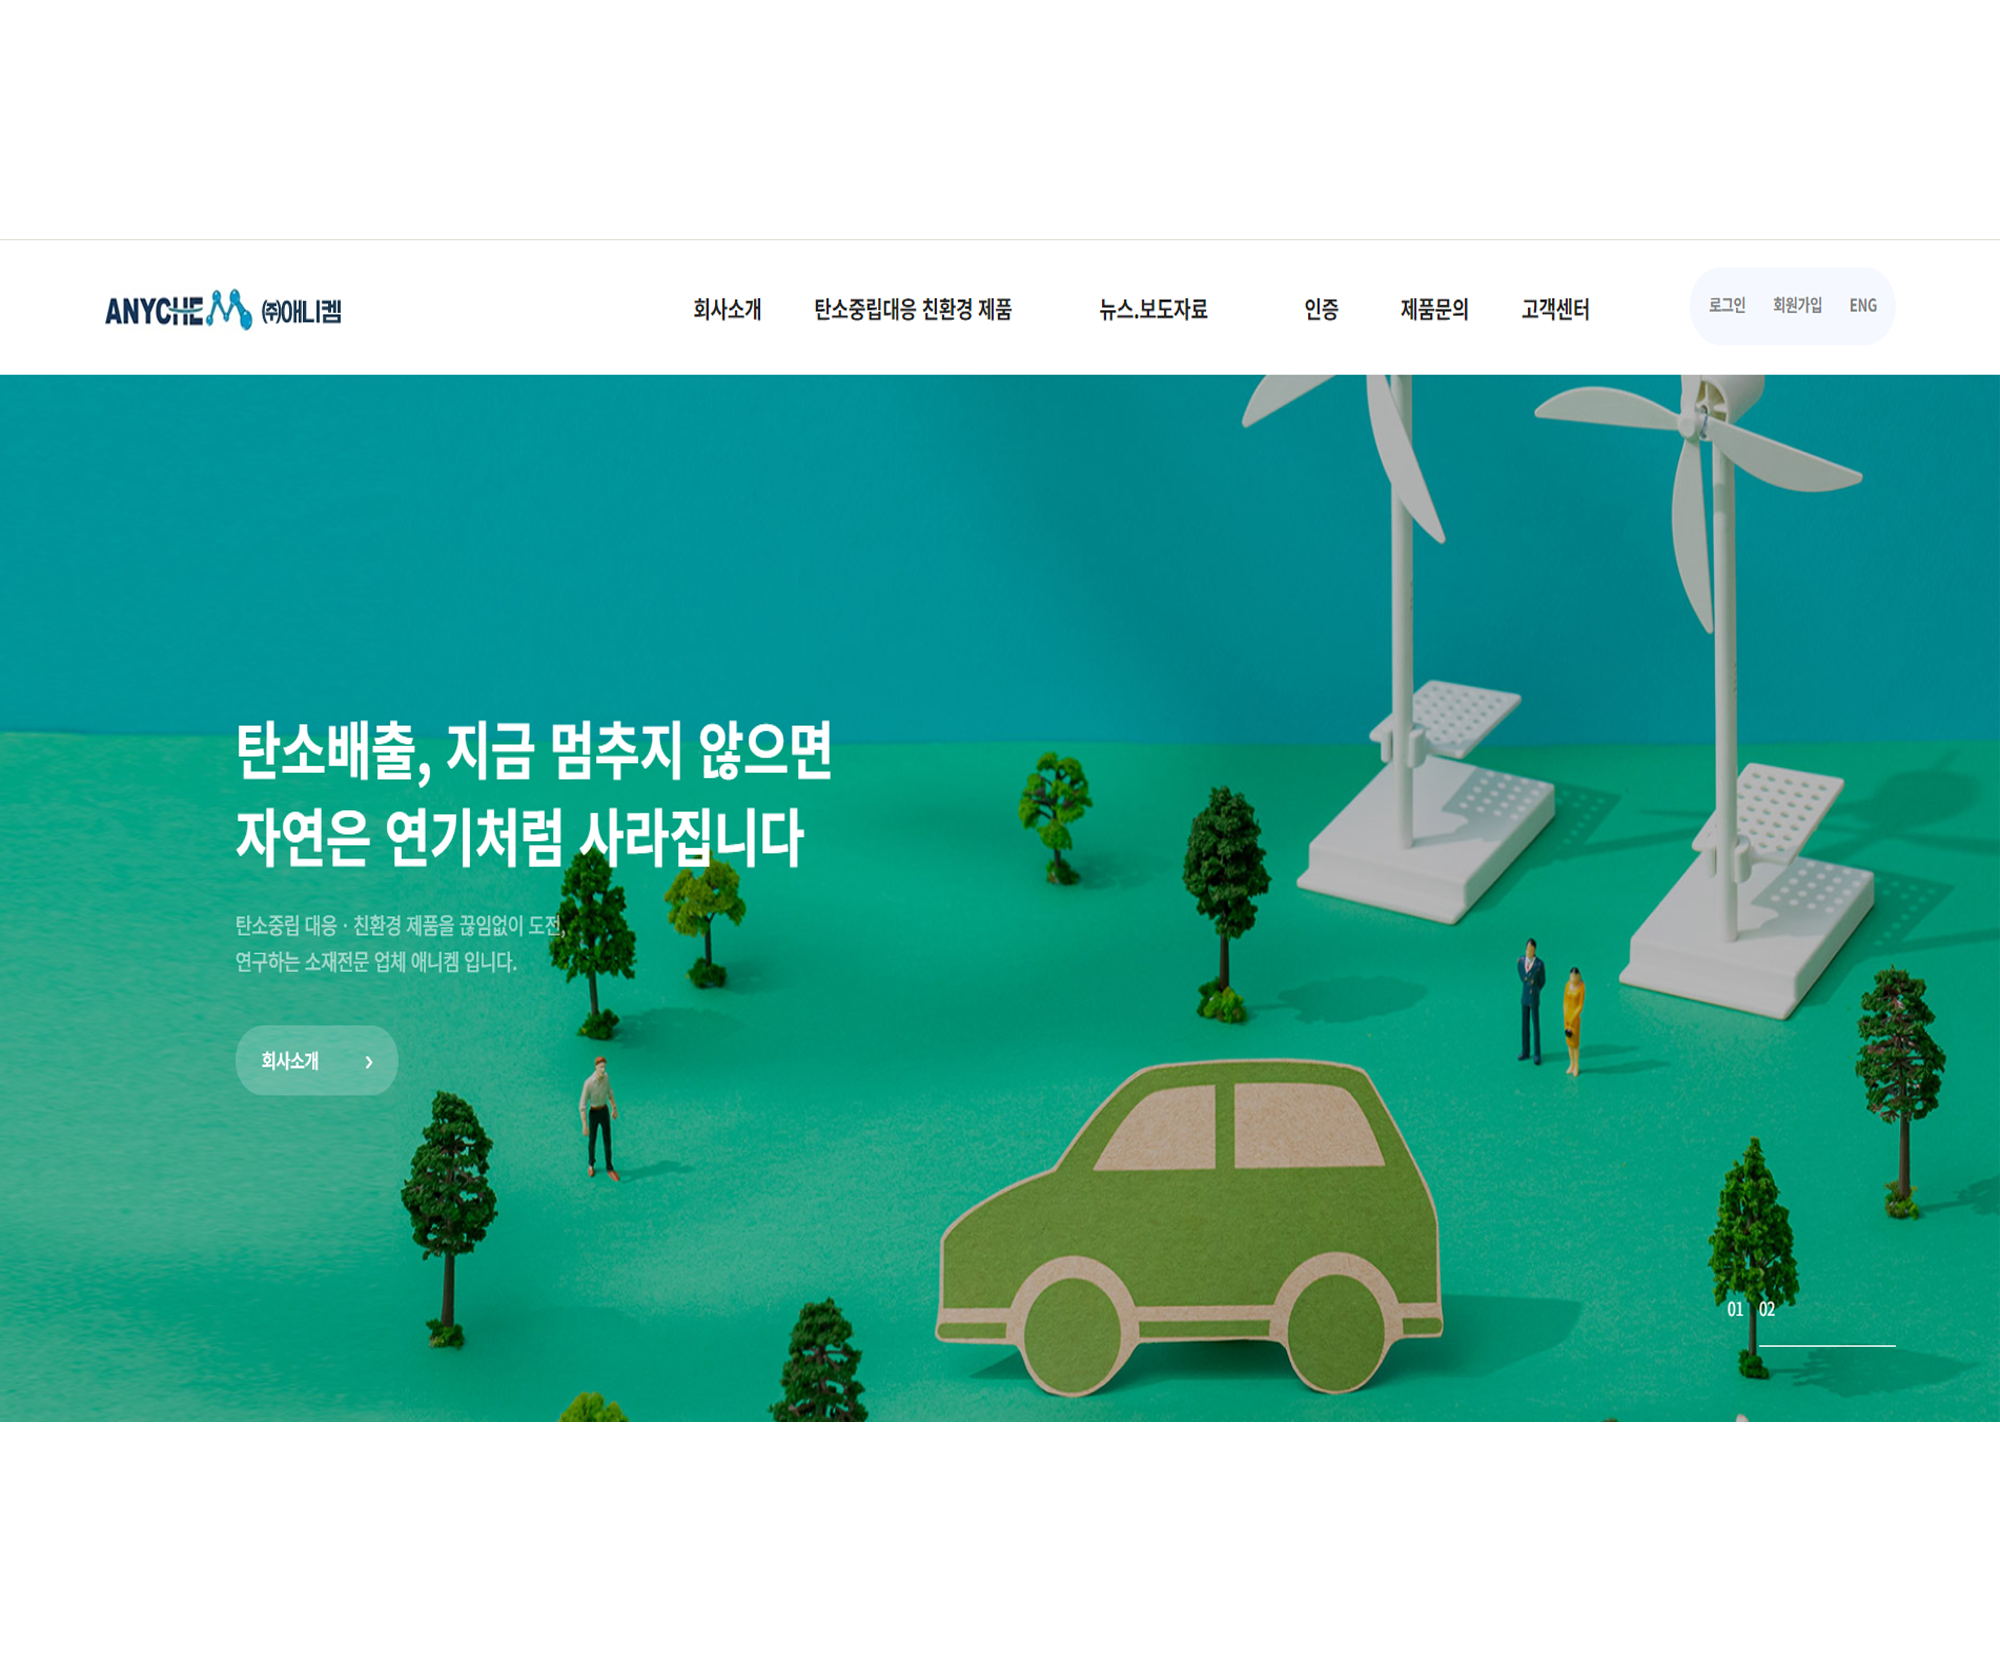 ANYCHEM ㈜애니켐
회사소개 탄소중립대응 친환경 제품 뉴스.보도자료 인증 제품문의 고객센터 로그인 회원가입 ENG
탄소배출, 지금 멈추지 않으면
자연은 연기처럼 사라집니다
탄소중립 대응 · 친환경 제품을 끊임없이 도전,
연구하는 소재전문 업체 애니켐 입니다.
회사소개 ›
01 02